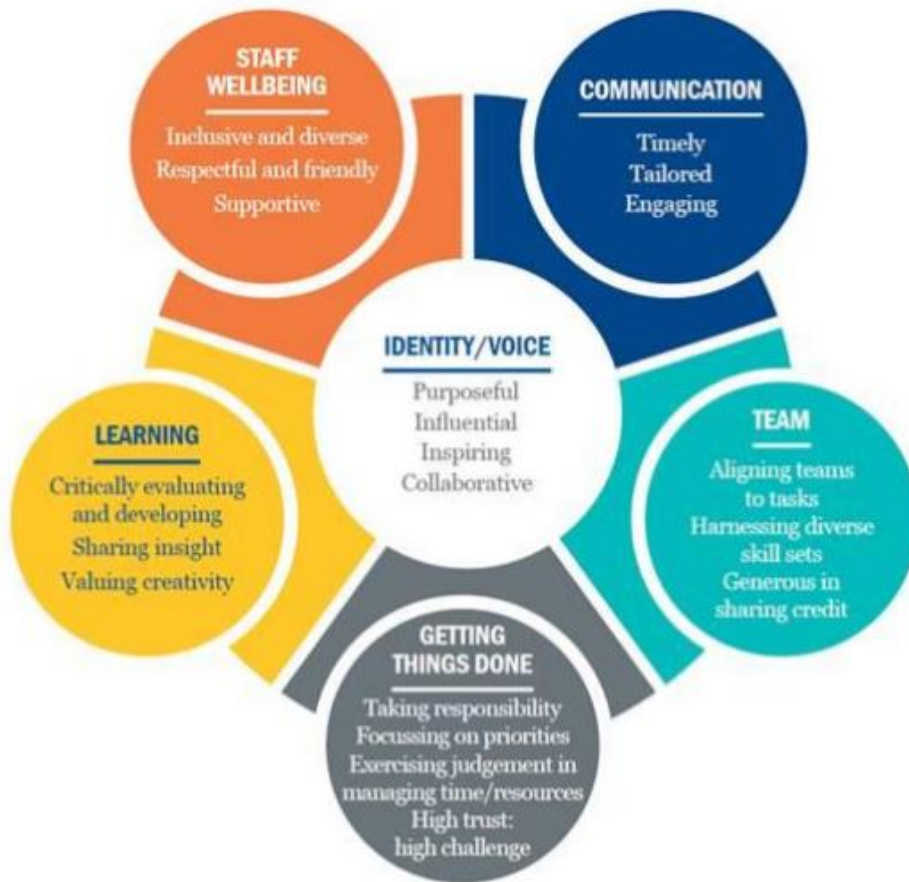 STAFF
WELLBEING
Inclusive and diverse
Respectful and friendly
Supportive
COMMUNICATION
Timely
Tailored
Engaging
IDENTITY/VOICE
Purposeful
Influential
Inspiring
Collaborative
LEARNING
Critically evaluating
and developing
Sharing insight
Valuing creativity
TEAM
Aligning teams
to tasks
Harnessing diverse
skill sets
Generous in
sharing credit
GETTING
THINGS DONE
Taking responsibility
Focussing on priorities
Exercising judgement in
managing time/resources
High trust:
high challenge